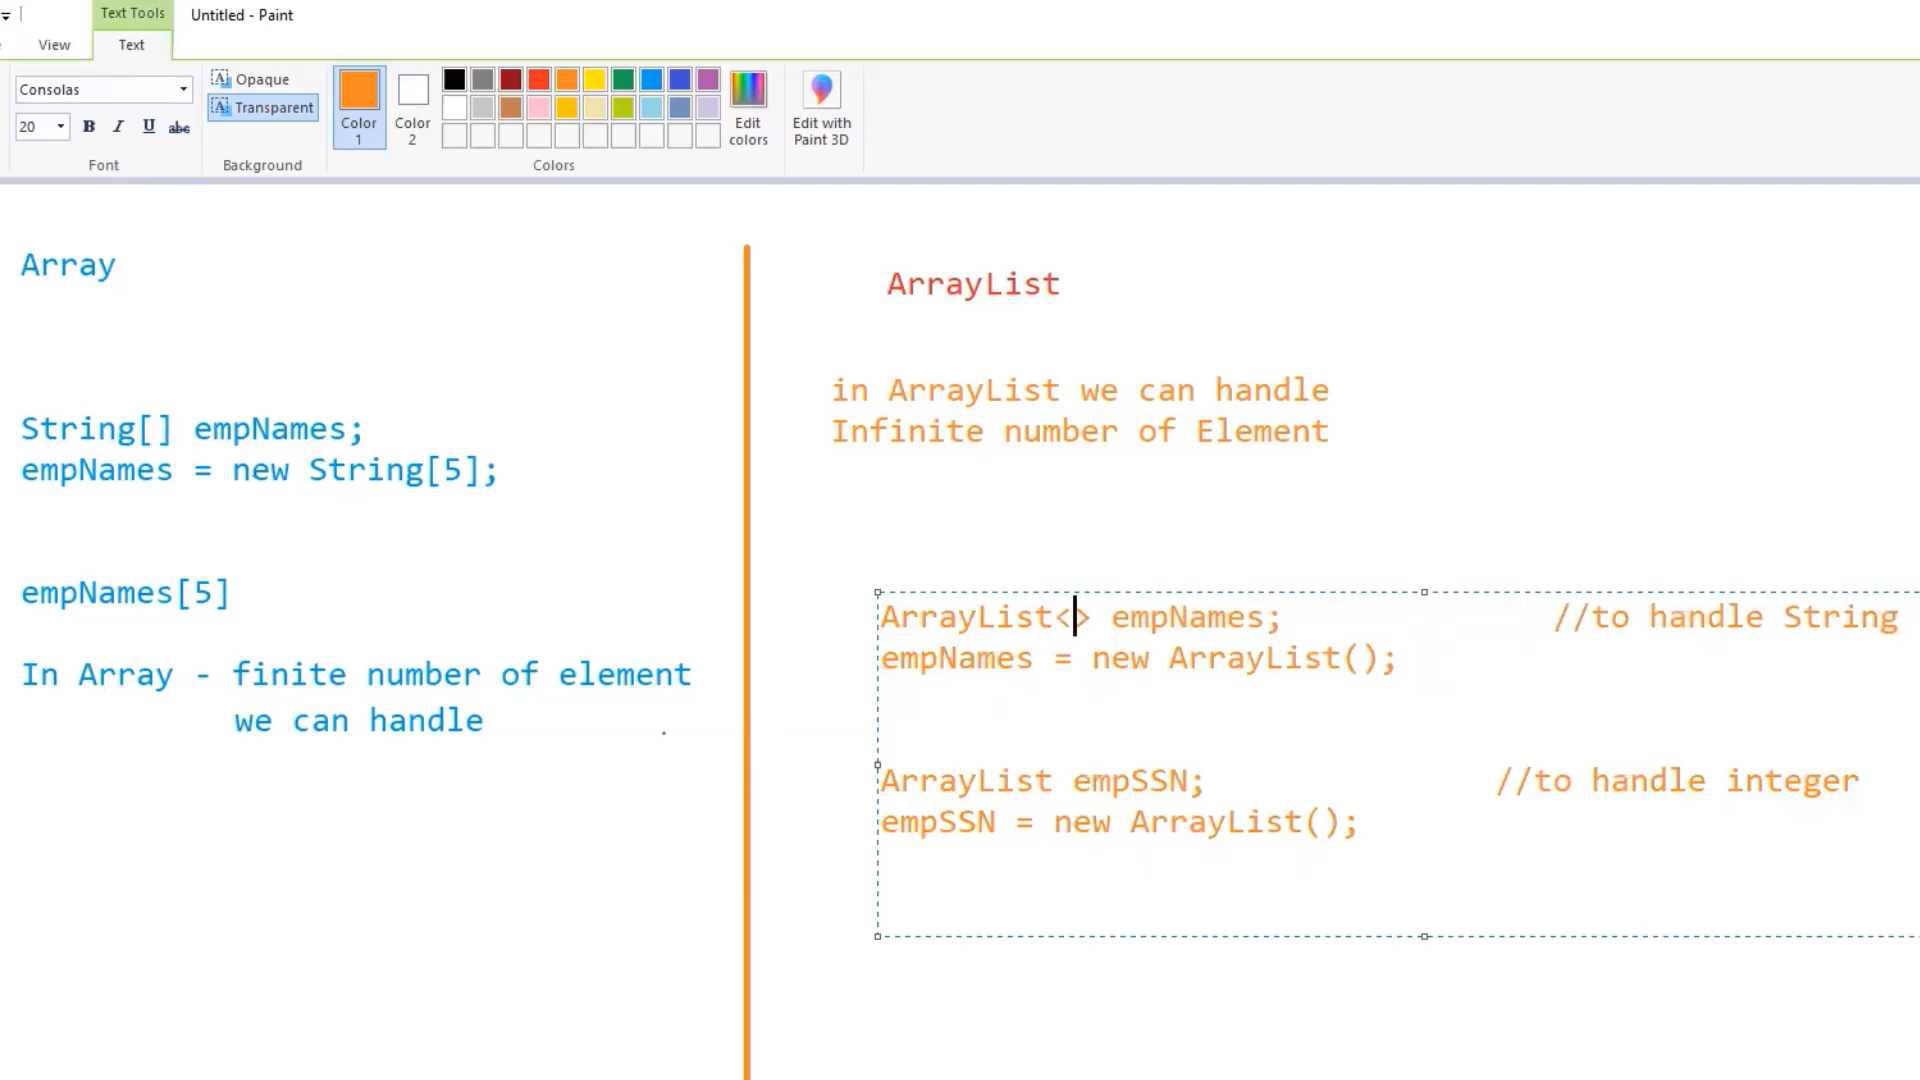 Text Tools
Untitled - Paint
View
Text
Consolas
20
B I U abc
Font
Opaque
Transparent
Background
Color
1
Color
2
Edit
colors
Colors
Edit with
Paint 3D
Array
String[] empNames;
empNames = new String[5];
empNames[5]
In Array - finite number of element
we can handle
ArrayList
in ArrayList we can handle
Infinite number of Element
ArrayList<> empNames; //to handle String
empNames = new ArrayList();
ArrayList empSSN; //to handle integer
empSSN = new ArrayList();